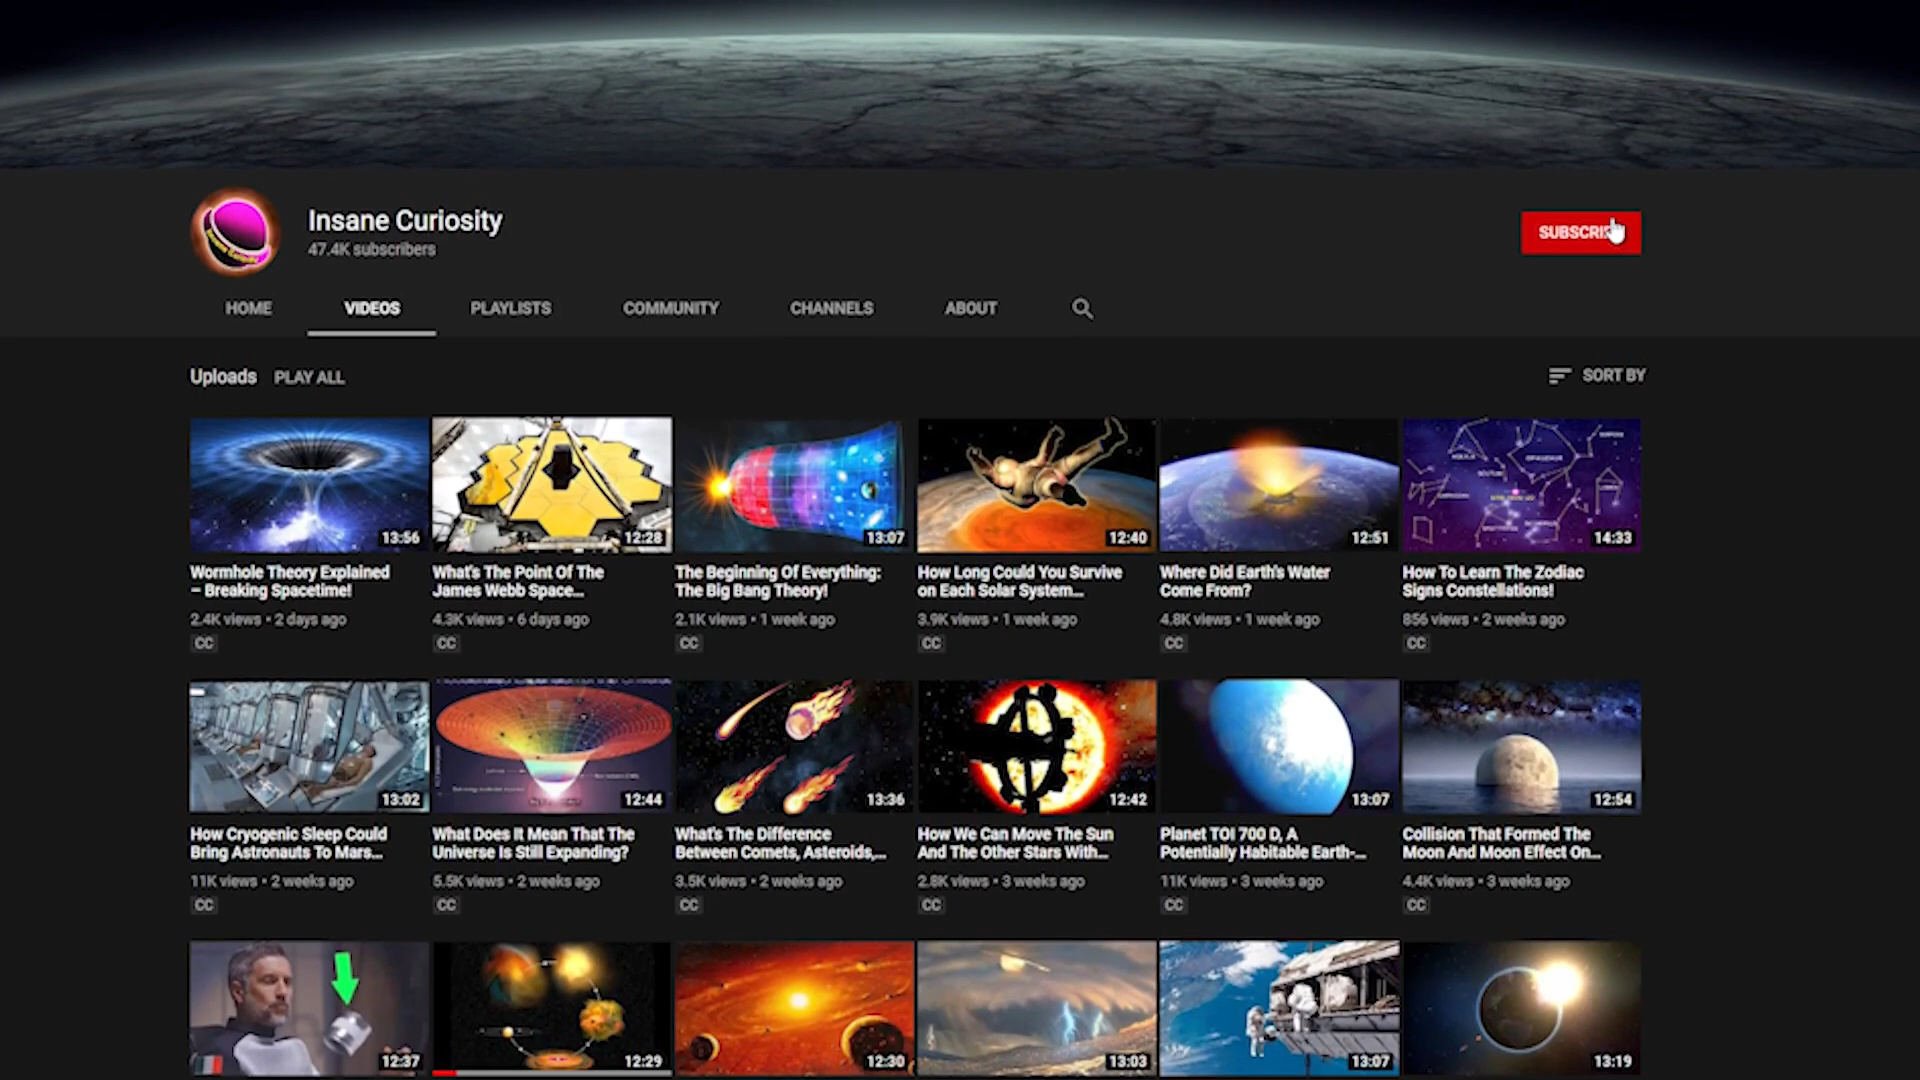 Insane Curiosity
47.4K subscribers
SUBSCRI
HOME VIDEOS PLAYLISTS COMMUNITY CHANNELS ABOUT
Uploads PLAY ALL SORT BY
13:56 12:28 13:07 12:40 12:51 14:33
Wormhole Theory Explained
– Breaking Spacetime!
2.4K views • 2 days ago
CC
What's The Point Of The
James Webb Space...
4.3K views • 6 days ago
CC
The Beginning Of Everything:
The Big Bang Theory!
2.1K views • 1 week ago
CC
How Long Could You Survive
on Each Solar System...
3.9K views • 1 week ago
CC
Where Did Earth's Water
Come From?
4.8K views • 1 week ago
CC
How To Learn The Zodiac
Signs Constellations!
856 views • 2 weeks ago
CC
13:02 12:44 13:36 12:42 13:07 12:54
How Cryogenic Sleep Could
Bring Astronauts To Mars...
11K views • 2 weeks ago
CC
What Does It Mean That The
Universe Is Still Expanding?
5.5K views • 2 weeks ago
CC
What's The Difference
Between Comets, Asteroids,...
3.5K views • 2 weeks ago
CC
How We Can Move The Sun
And The Other Stars With...
2.8K views • 3 weeks ago
CC
Planet TOI 700 D, A
Potentially Habitable Earth-...
11K views • 3 weeks ago
CC
Collision That Formed The
Moon And Moon Effect On...
4.4K views • 3 weeks ago
CC
12:37 12:29 12:30 13:03 13:07 13:19